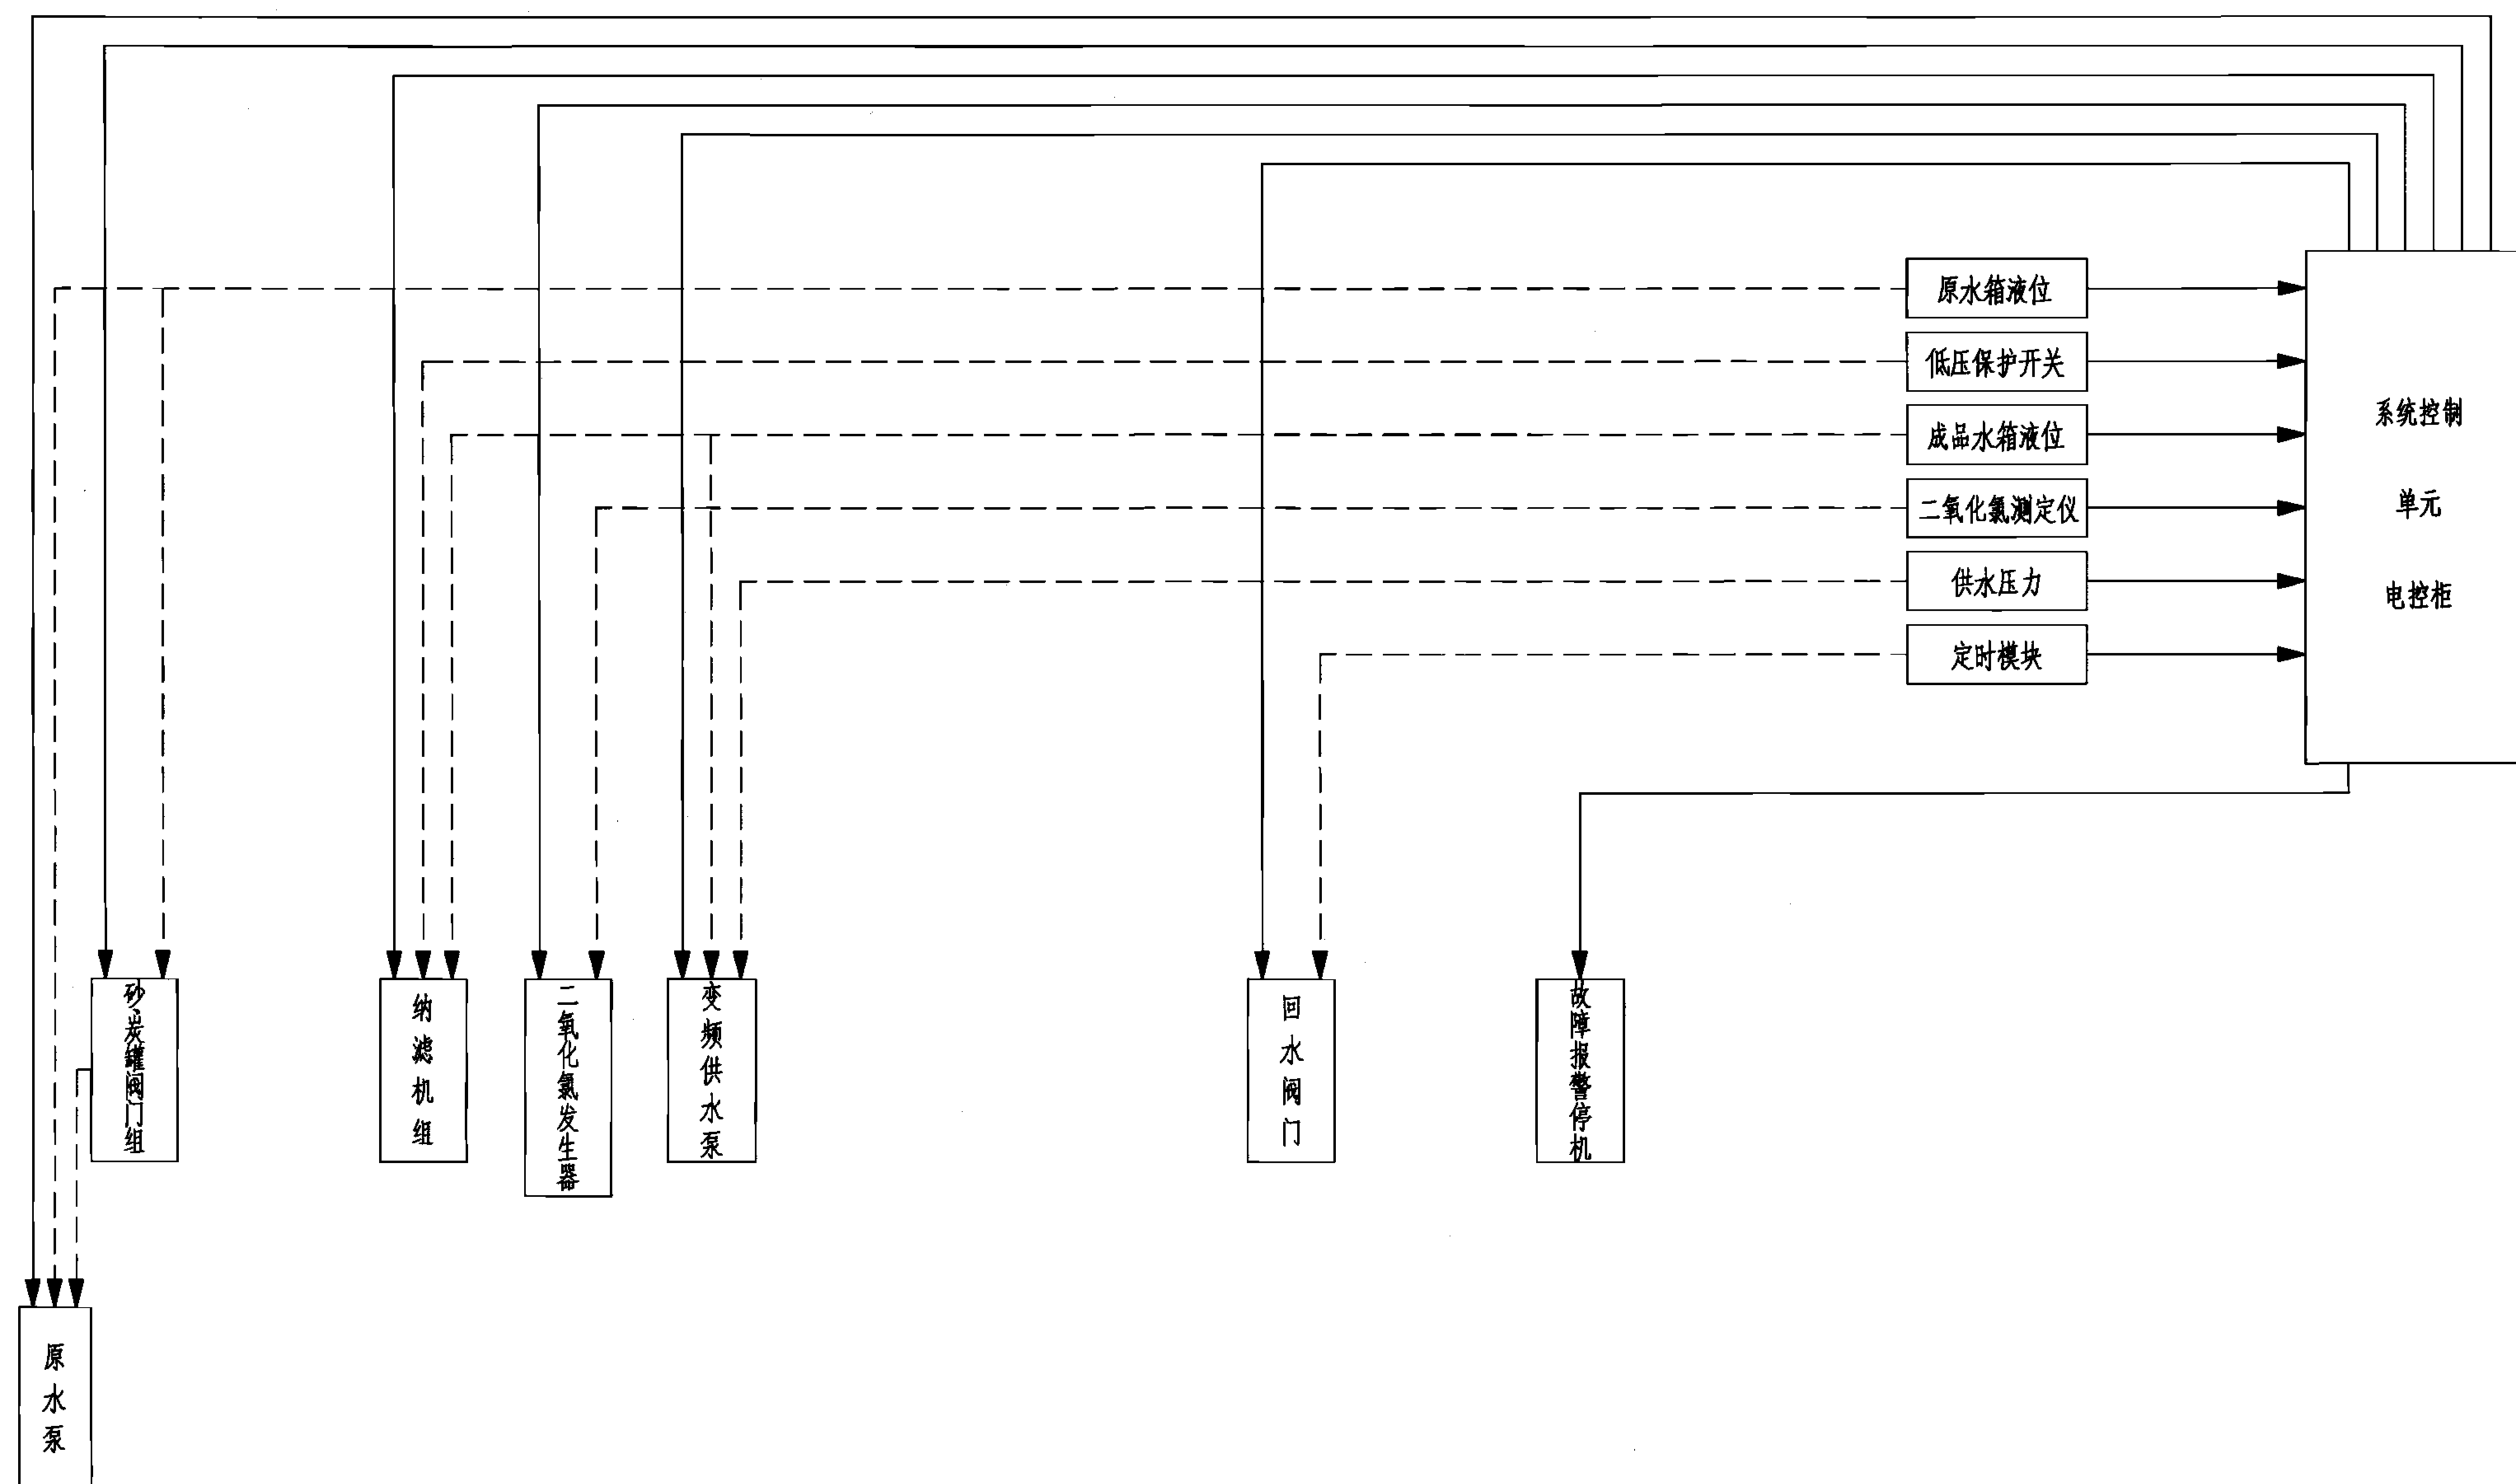 原水箱液位
低压保护开关
系统控制
成品水箱液位
单元
二氧化氯测定仪
供水压力
电控柜
定时模块
砂、炭罐阀门组
纳滤机组
二氧化氯发生器
变频供水泵
回水阀门
故障报警停机
原水泵